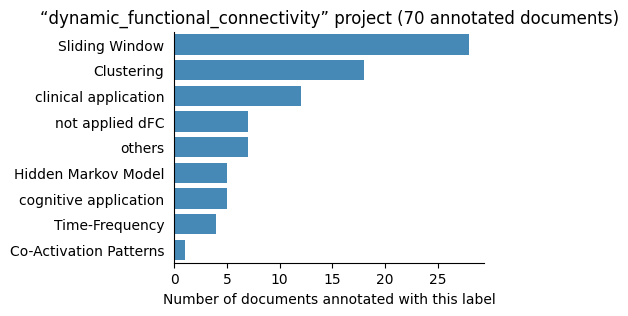 “dynamic_functional_connectivity” project (70 annotated documents)
Sliding Window
Clustering
clinical application
not applied dFC
others
Hidden Markov Model
cognitive application
Time-Frequency
Co-Activation Patterns
0 5 10 15 20 25
Number of documents annotated with this label